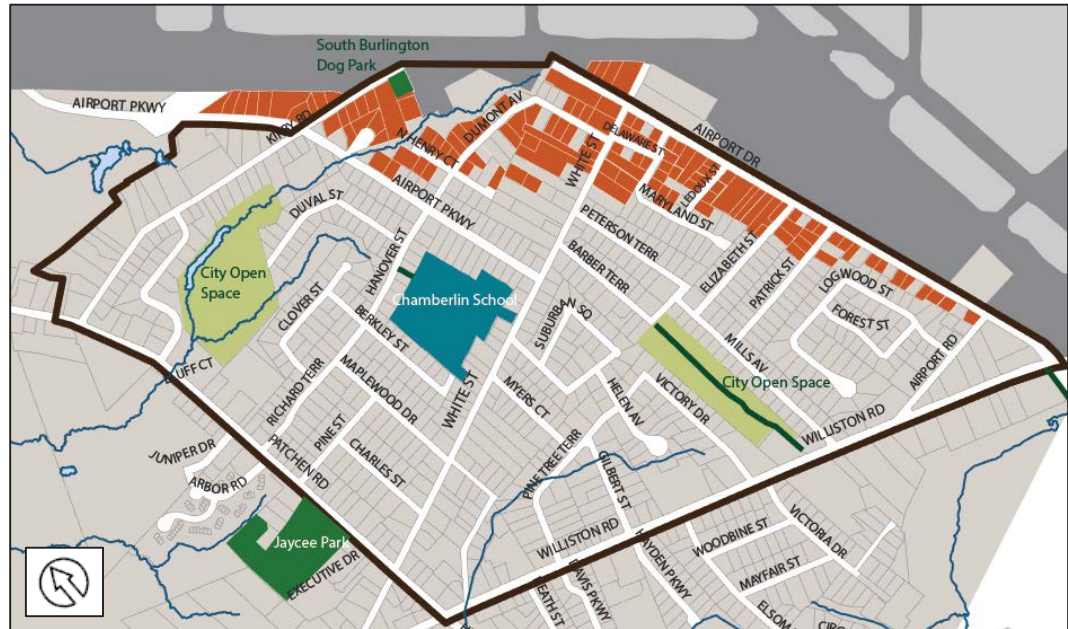 South Burlington
Dog Park
AIRPORT PKWY
KIRBY RD
N HENRY CT
DUMONT AV
DELAWARE ST
AIRPORT DR
WHITE ST
LEDOUX ST
MARYLAND ST
AIRPORT PKWY
DUVAL ST
PETERSON TERR
ELIZABETH ST
PATRICK ST
LOGWOOD ST
HANOVER ST
BARBER TERR
City Open
Space
Chamberlin School
FOREST ST
CLOVER ST
SUBURBAN SQ
BERKLEY ST
MILLS AV
AIRPORT RD
BLUFF CT
MAPLEWOOD DR
WHITE ST
MYERS CT
HELEN AV
VICTORY DR
City Open Space
RICHARD TERR
WILLISTON RD
PINE ST
JUNIPER DR
PATCHEN RD
CHARLES ST
PINE TREE TERR
GILBERT ST
ARBOR RD
VICTORIA DR
WOODBINE ST
WILLISTON RD
HAYDEN PKWY
Jaycee Park
EXECUTIVE DR
MAYFAIR ST
DAVIS PKWY
HEATH ST
ELSOM
CIRC